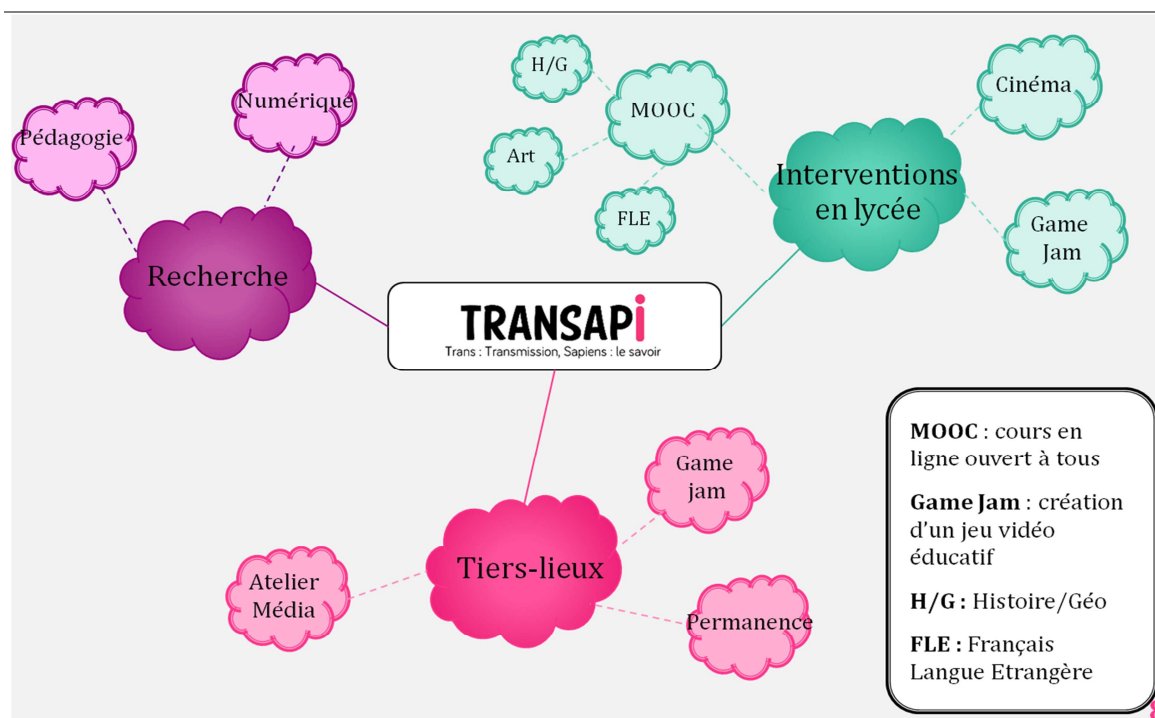 Pédagogie
Numérique
Recherche
H/G
MOOC
Art
FLE
Interventions
en lycée
Cinéma
Game
Jam
TRANSAPi
Trans : Transmission, Sapiens : le savoir
Game
jam
Tiers-lieux
Atelier
Média
Permanence
MOOC : cours en
ligne ouvert à tous
Game Jam : création
d'un jeu vidéo
éducatif
H/G : Histoire/Géo
FLE : Français
Langue Etrangère